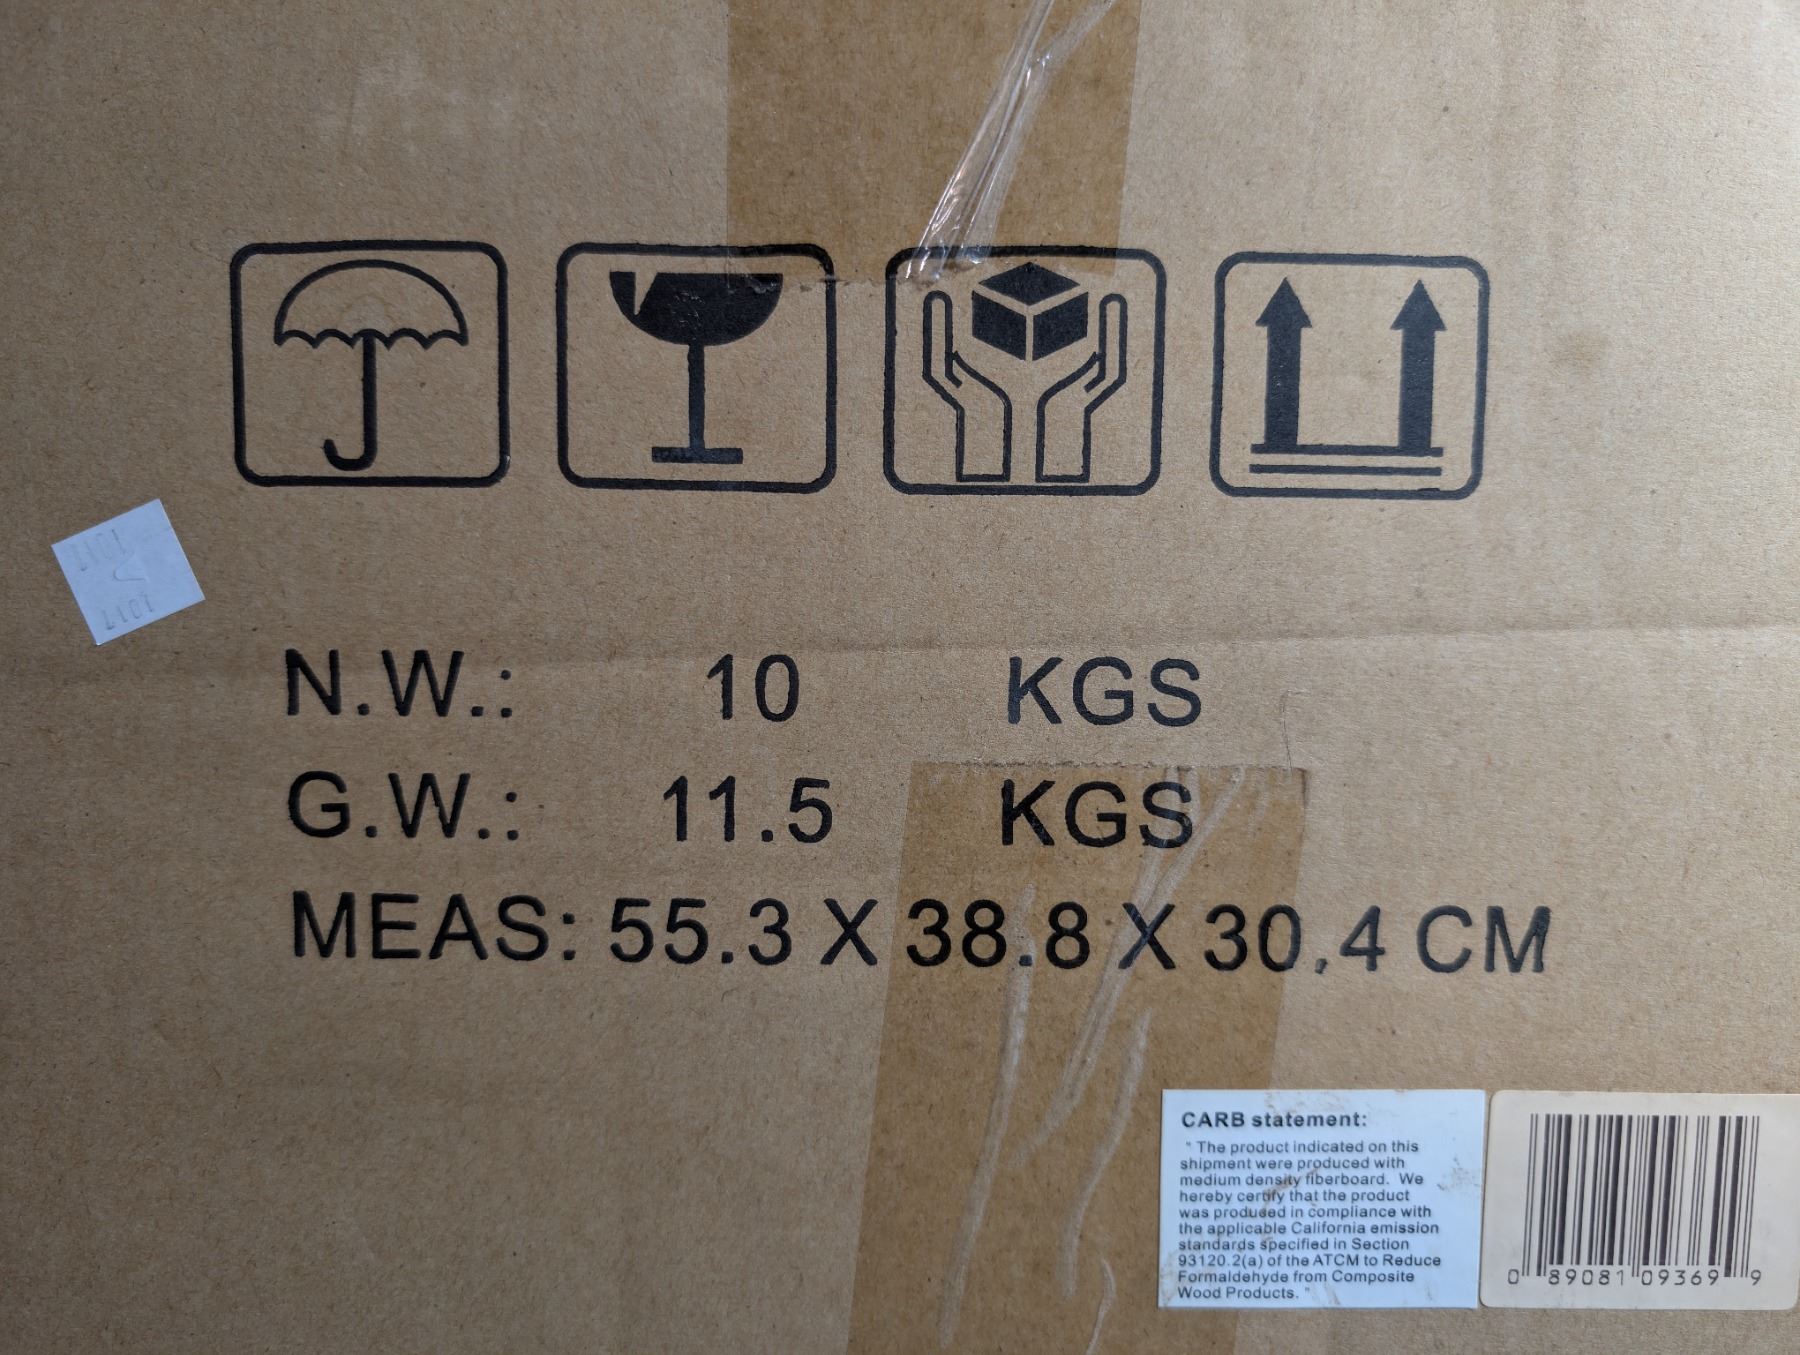 1011
1017
N.W.: 10 KGS
G.W.: 11.5 KGS
MEAS: 55.3 X 38.8 X 30.4 CM
CARB statement:
" The product indicated on this
shipment were produced with
medium density fiberboard. We
hereby certify that the product
was produsd in compliance with
the applicable California emission
standards specified in Section
93120.2(a) of the ATCM to Reduce
Formaldehyde from Composite
Wood Products. "
0 89081 09369 9